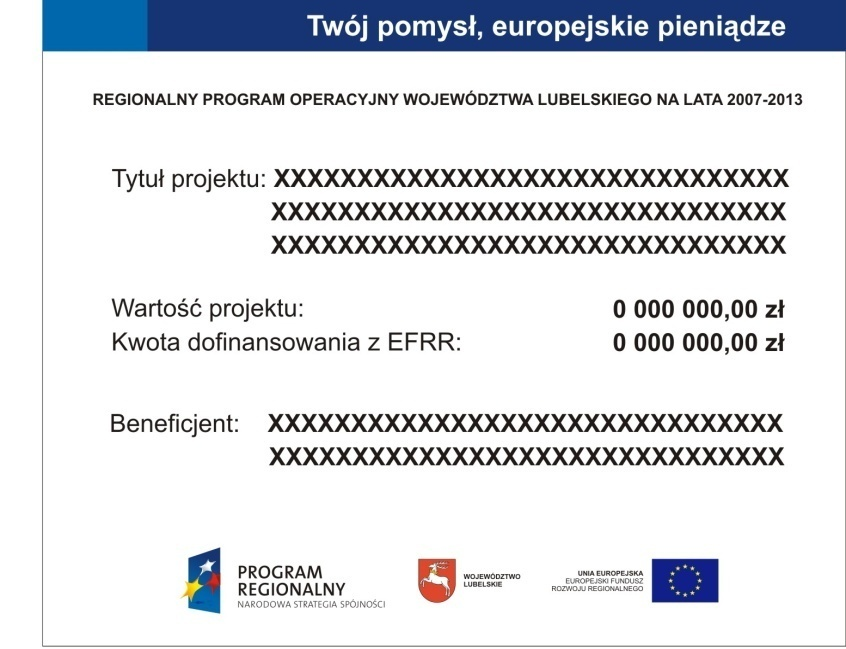 Twój pomysł, europejskie pieniądze
REGIONALNY PROGRAM OPERACYJNY WOJEWÓDZTWA LUBELSKIEGO NA LATA 2007-2013
Tytuł projektu: XXXXXXXXXXXXXXXXXXXXXXXXXXXXXXX
XXXXXXXXXXXXXXXXXXXXXXXXXXXXXXX
XXXXXXXXXXXXXXXXXXXXXXXXXXXXXXX
Wartość projektu: 0 000 000,00 zł
Kwota dofinansowania z EFRR: 0 000 000,00 zł
Beneficjent: XXXXXXXXXXXXXXXXXXXXXXXXXXXXXXX
XXXXXXXXXXXXXXXXXXXXXXXXXXXXXXX
PROGRAM
REGIONALNY
NARODOWA STRATEGIA SPÓJNOŚCI
WOJEWÓDZTWO
LUBELSKIE
UNIA EUROPEJSKA
EUROPEJSKI FUNDUSZ
ROZWOJU REGIONALNEGO